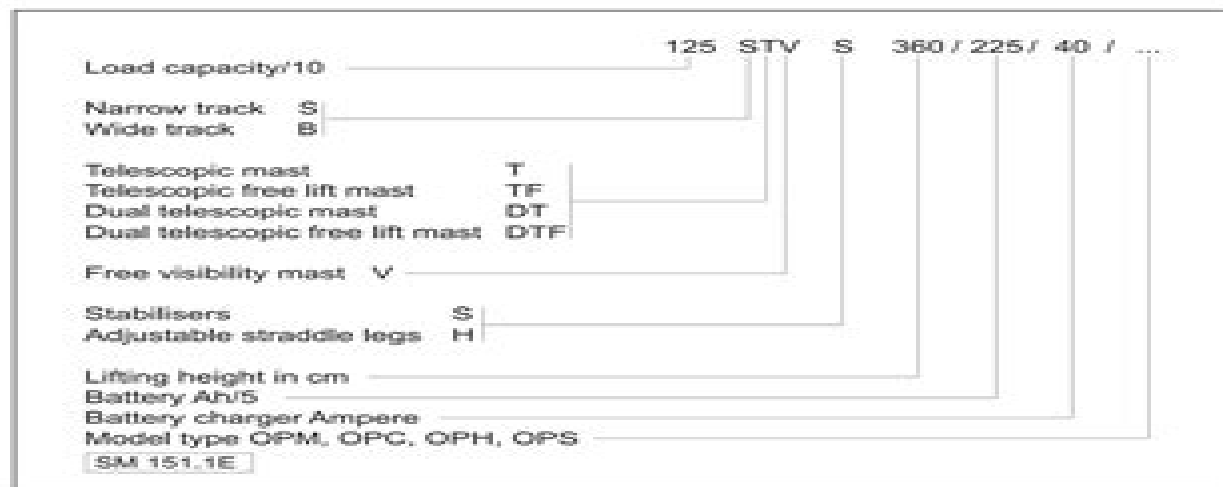 125 STV S 360 / 225 / 40 / ...
Load capacity/10
Narrow track S
Wide track B
Telescopic mast T
Telescopic free lift mast TF
Dual telescopic mast DT
Dual telescopic free lift mast DTF
Free visibility mast V
Stabilisers S
Adjustable straddle legs H
Lifting height in cm
Battery Ah/5
Battery charger Ampere
Model type OPM, OPC, OPH, OPS
SM 151.1E